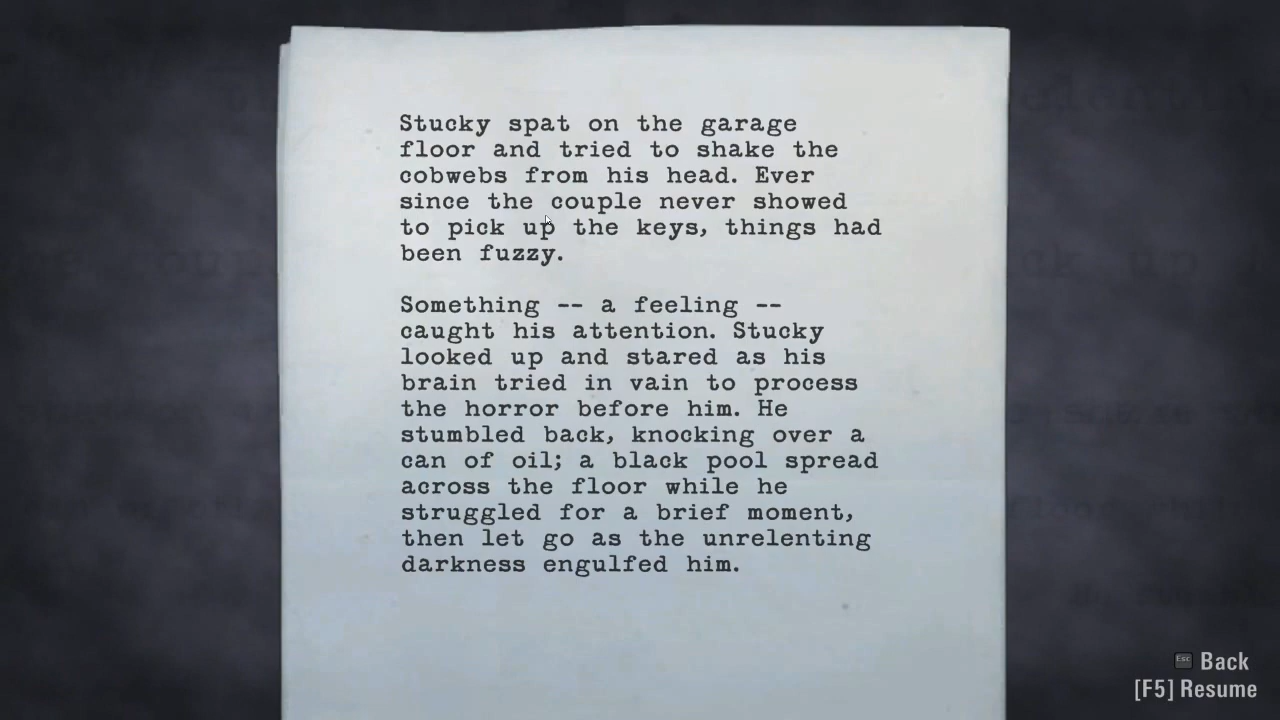 Stucky spat on the garage
floor and tried to shake the
cobwebs from his head. Ever
since the couple never showed
to pick up the keys, things had
been fuzzy.
Something -- a feeling --
caught his attention. Stucky
looked up and stared as his
brain tried in vain to process
the horror before him. He
stumbled back, knocking over a
can of oil; a black pool spread
across the floor while he
struggled for a brief moment,
then let go as the unrelenting
darkness engulfed him.
Esc Back
[F5] Resume